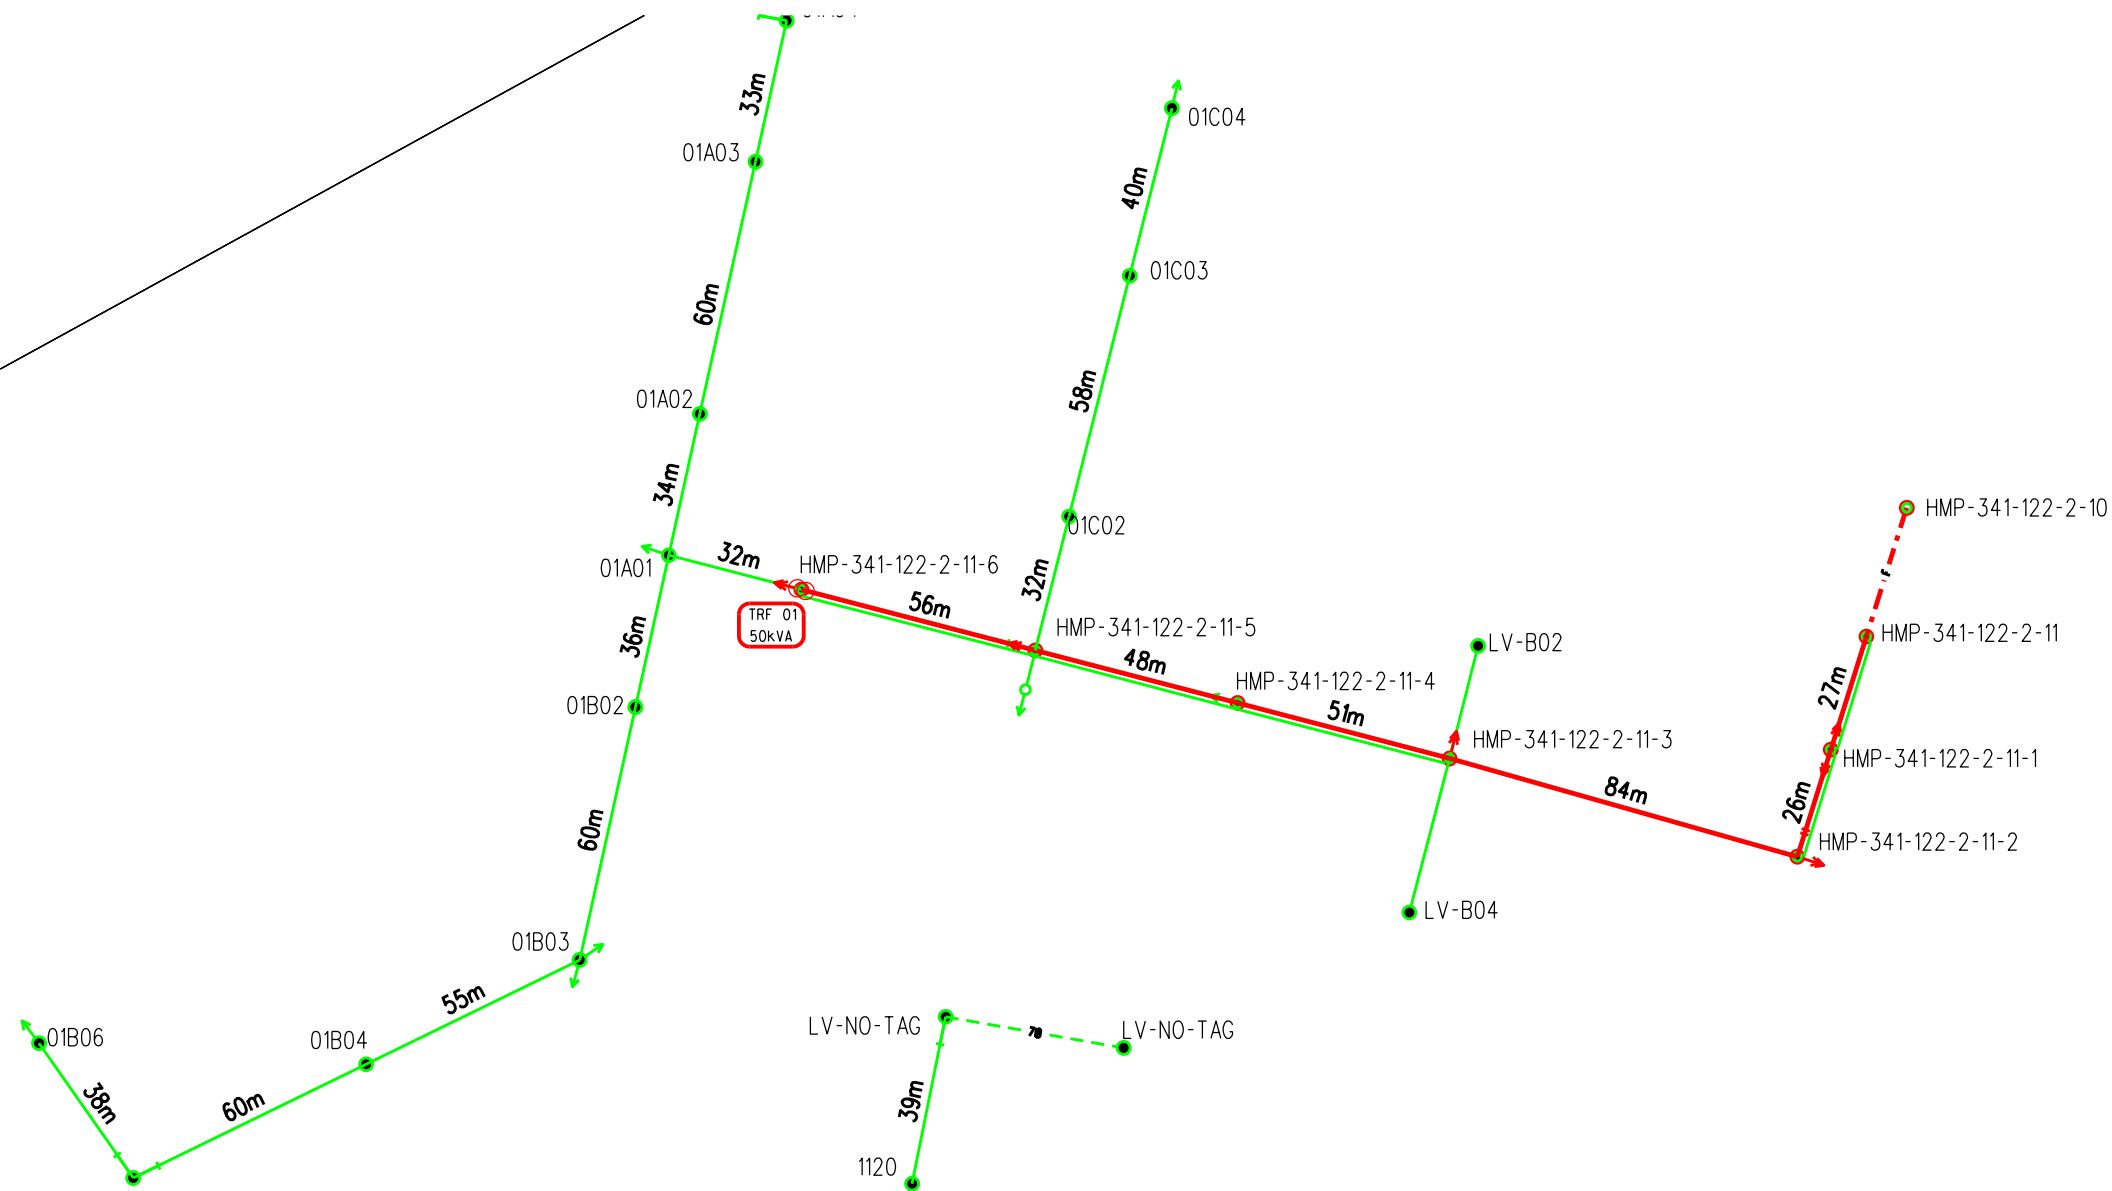 33m
01C04
01A03
40m
01C03
60m
58m
01A02
34m
HMP-341-122-2-10
01C02
32m
HMP-341-122-2-11-6
01A01
32m
56m
TRF 01
50kVA
HMP-341-122-2-11-5
36m
48m
LV-B02
HMP-341-122-2-11
27m
HMP-341-122-2-11-4
01B02
51m
HMP-341-122-2-11-3
HMP-341-122-2-11-1
84m
26m
60m
HMP-341-122-2-11-2
LV-B04
01B03
55m
LV-NO-TAG
LV-NO-TAG
01B06
01B04
38m
60m
39m
1120